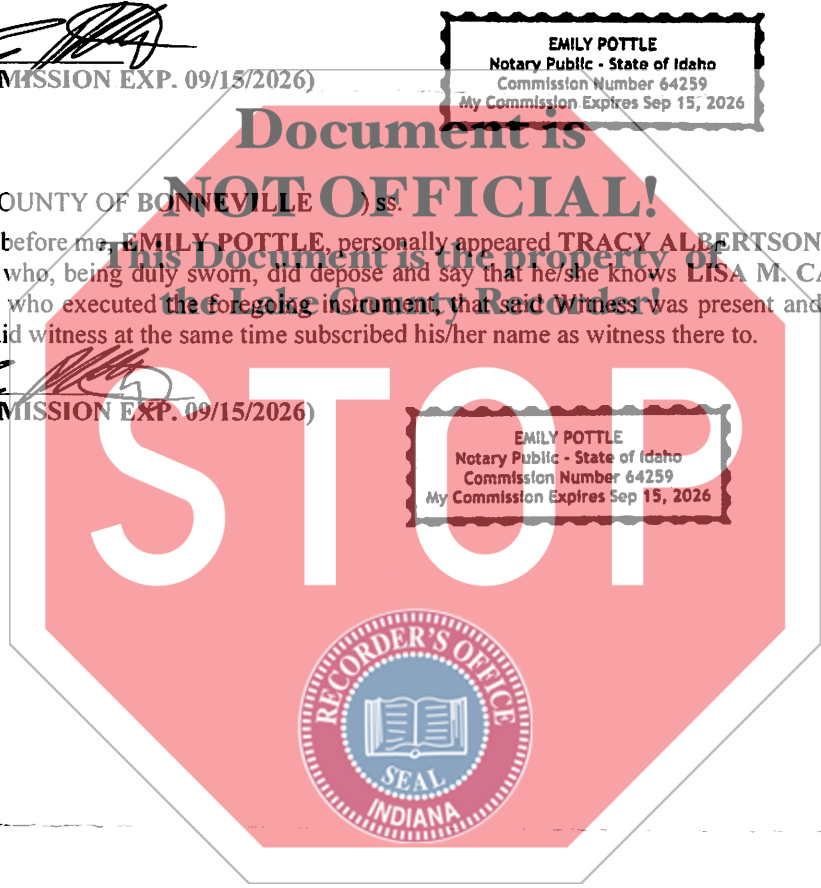 MISSION EXP. 09/15/2026)
EMILY POTTLE
Notary Public - State of Idaho
Commission Number 64259
My Commission Expires Sep 15, 2026
Document is
NOT OFFICIAL!
This Document is the property of
the Lake County Recorder!
OUNTY OF BONNEVILLE ) ss.
before me, EMILY POTTLE, personally appeared TRACY ALBERTSON
who, being duly sworn, did depose and say that he/she knows LISA M. CA
who executed the foregoing instrument, that said Witness was present and
id witness at the same time subscribed his/her name as witness there to.
MISSION EXP. 09/15/2026)
EMILY POTTLE
Notary Public - State of Idaho
Commission Number 64259
My Commission Expires Sep 15, 2026
STOP
RECORDER'S OFFICE
SEAL
INDIANA